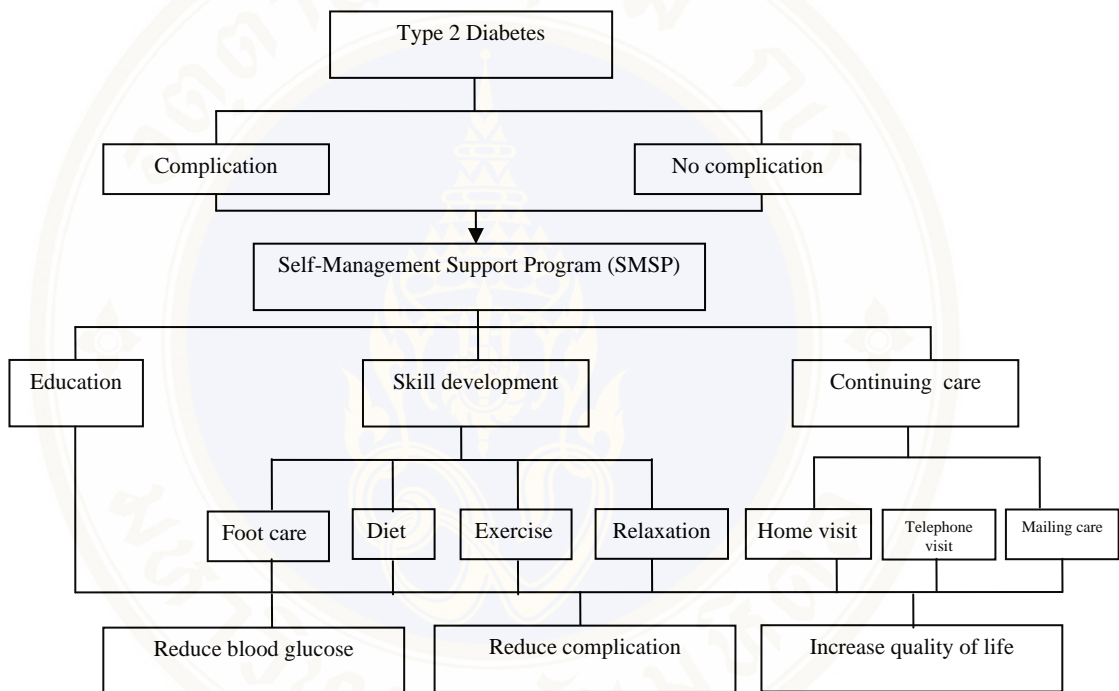 Type 2 Diabetes
Complication
No complication
Self-Management Support Program (SMSP)
Education
Skill development
Continuing  care
Foot care
Diet
Exercise
Relaxation
Home visit
Telephone
visit
Mailing care
Reduce blood glucose
Reduce complication
Increase quality of life